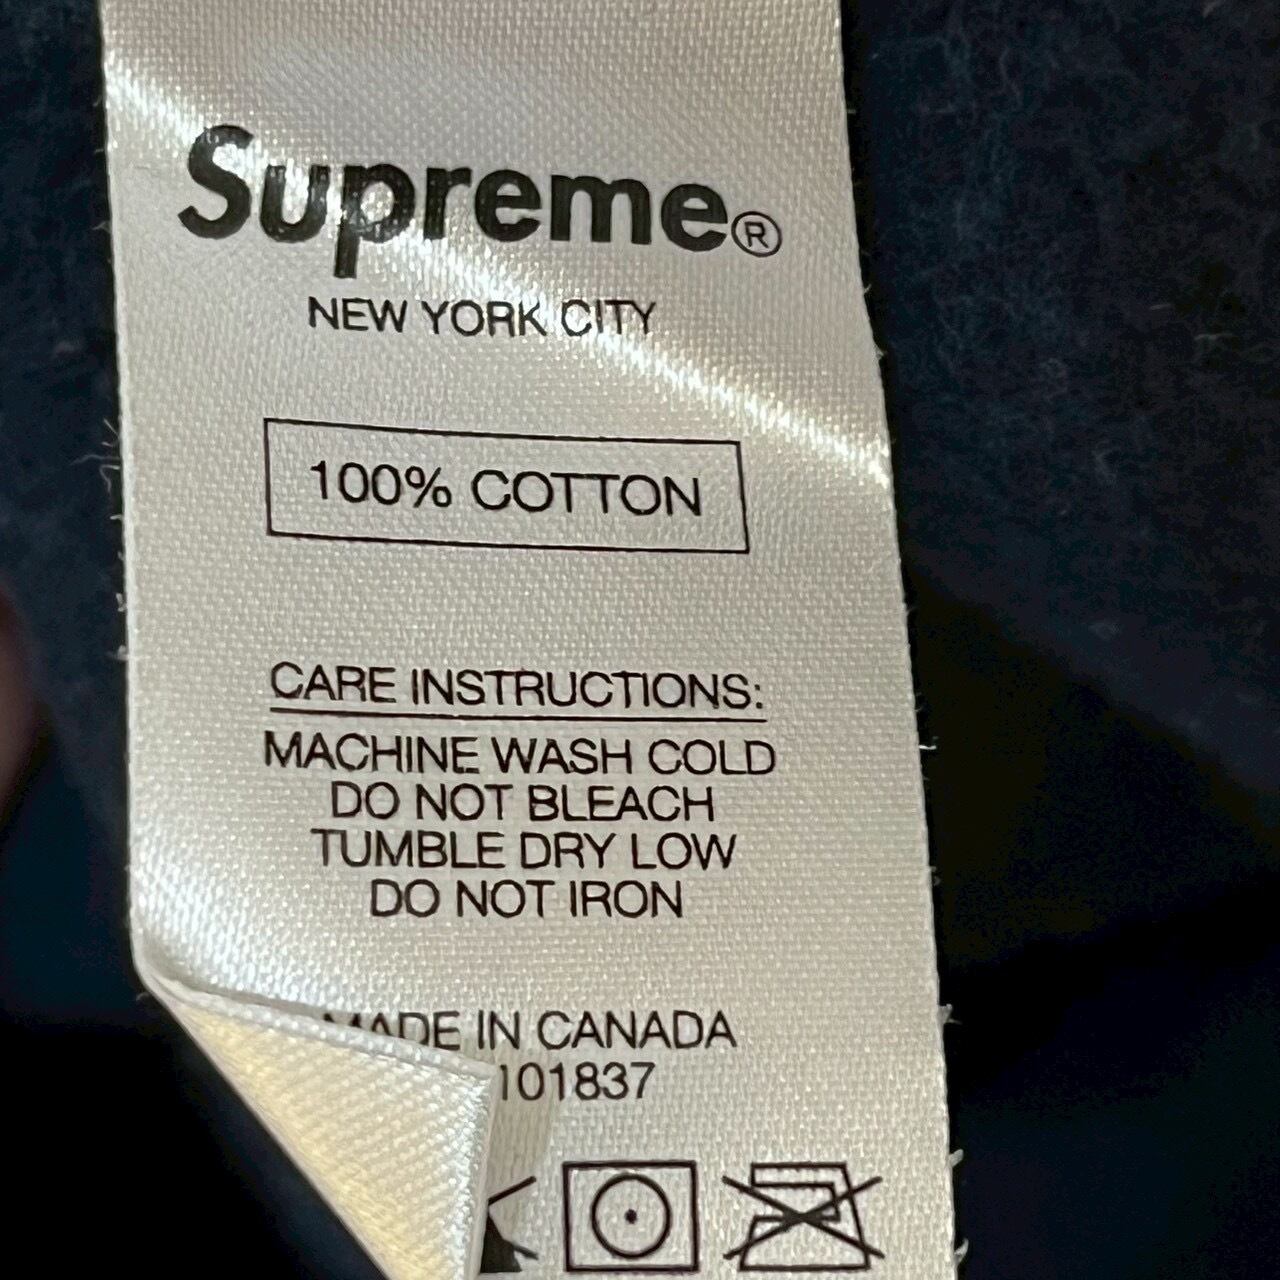 Supreme®
NEW YORK CITY
100% COTTON
CARE INSTRUCTIONS:
MACHINE WASH COLD
DO NOT BLEACH
TUMBLE DRY LOW
DO NOT IRON
MADE IN CANADA
101837